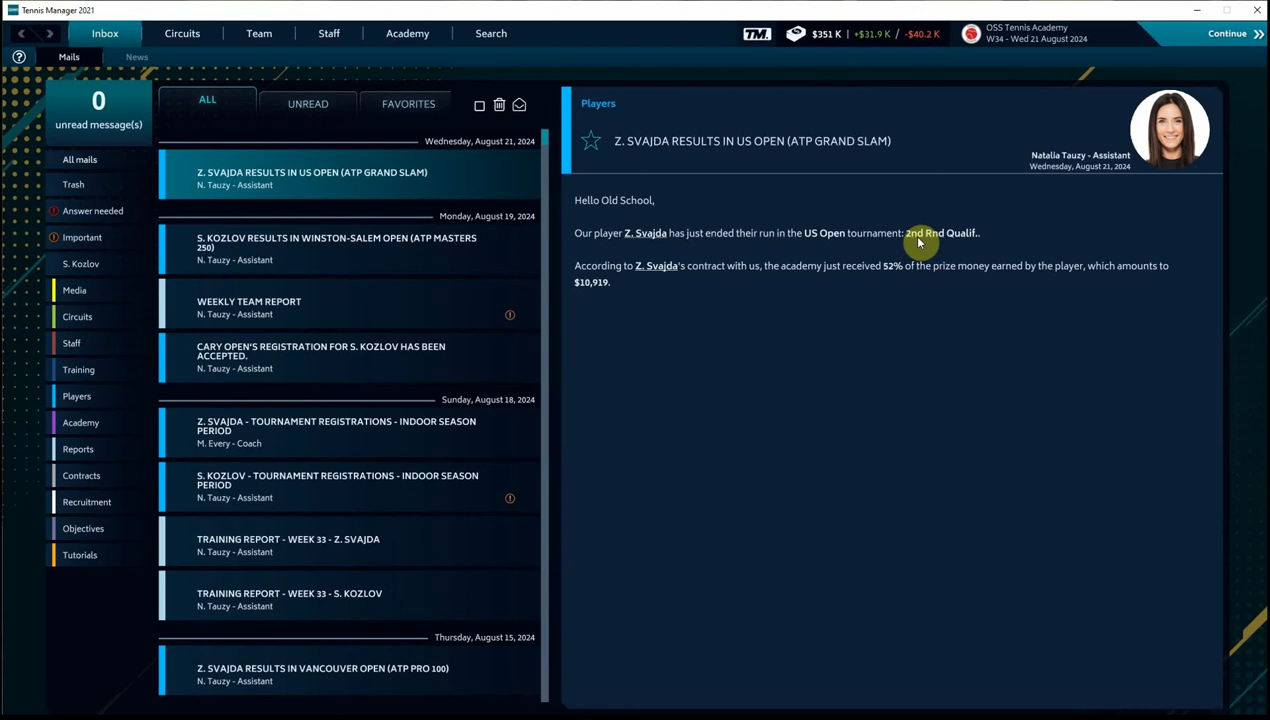 Tennis Manager 2021
Inbox
Circuits
Team
Staff
Academy
Search
TM.
$351 K | +$31.9 K | -$40.2 K
OSS Tennis Academy
W34 - Wed 21 August 2024
Continue
Mails
News
0
unread message(s)
All mails
Trash
Answer needed
Important
S. Kozlov
Media
Circuits
Staff
Training
Players
Academy
Reports
Contracts
Recruitment
Objectives
Tutorials
ALL
UNREAD
FAVORITES
Wednesday, August 21, 2024
Z. SVAJDA RESULTS IN US OPEN (ATP GRAND SLAM)
N. Tauzy - Assistant
Monday, August 19, 2024
S. KOZLOV RESULTS IN WINSTON-SALEM OPEN (ATP MASTERS
250)
N. Tauzy - Assistant
WEEKLY TEAM REPORT
N. Tauzy - Assistant
CARY OPEN'S REGISTRATION FOR S. KOZLOV HAS BEEN
ACCEPTED.
N. Tauzy - Assistant
Sunday, August 18, 2024
Z. SVAJDA - TOURNAMENT REGISTRATIONS - INDOOR SEASON
PERIOD
M. Every - Coach
S. KOZLOV - TOURNAMENT REGISTRATIONS - INDOOR SEASON
PERIOD
N. Tauzy - Assistant
TRAINING REPORT - WEEK 33 - Z. SVAJDA
N. Tauzy - Assistant
TRAINING REPORT - WEEK 33 - S. KOZLOV
N. Tauzy - Assistant
Thursday, August 15, 2024
Z. SVAJDA RESULTS IN VANCOUVER OPEN (ATP PRO 100)
N. Tauzy - Assistant
Players
Z. SVAJDA RESULTS IN US OPEN (ATP GRAND SLAM)
Natalia Tauzy - Assistant
Wednesday, August 21, 2024
Hello Old School,
Our player Z. Svajda has just ended their run in the US Open tournament: 2nd Rnd Qualif..
According to Z. Svajda's contract with us, the academy just received 52% of the prize money earned by the player, which amounts to
$10,919.